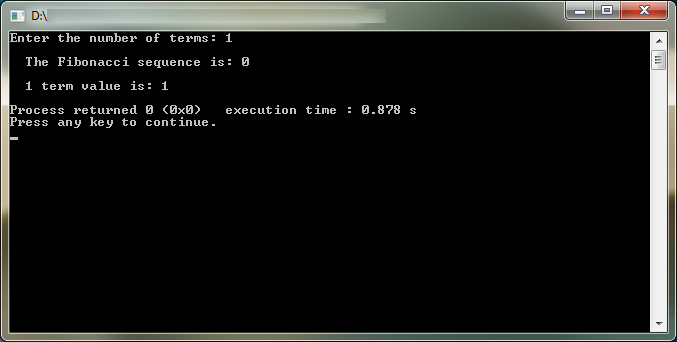 D:\
Enter the number of terms: 1
The Fibonacci sequence is: 0
1 term value is: 1
Process returned 0 (0x0)   execution time : 0.878 s
Press any key to continue.